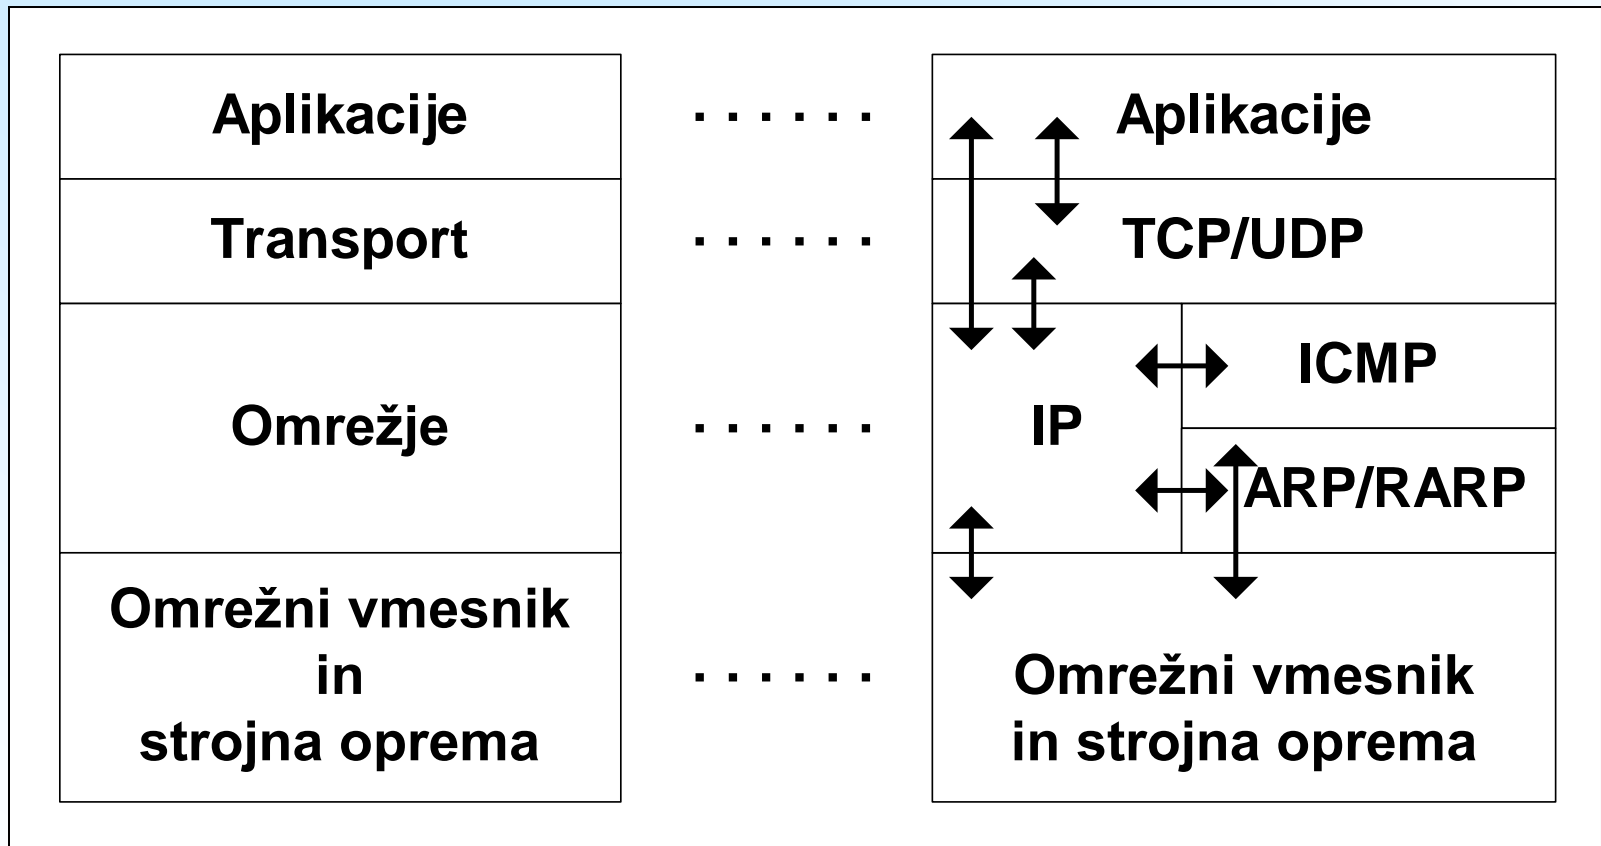 Aplikacije
Transport
Omrežje
Omrežni vmesnik
in
strojna oprema
Aplikacije
TCP/UDP
IP
ICMP
ARP/RARP
Omrežni vmesnik
in strojna oprema